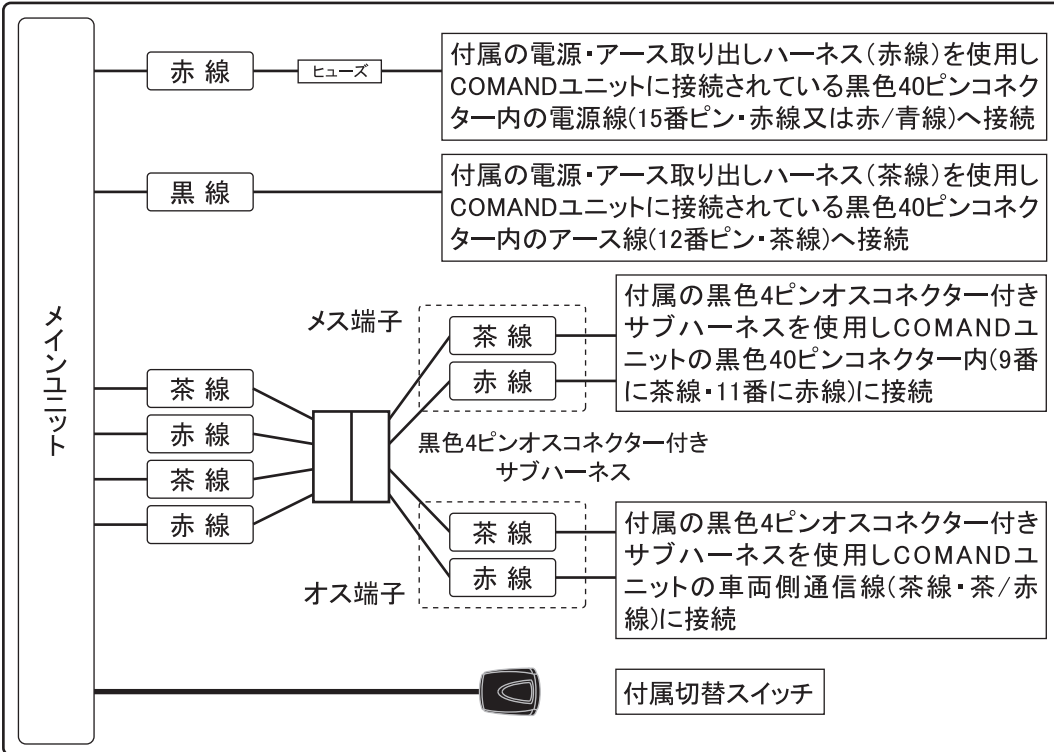 メインユニット
赤線
ヒューズ
付属の電源・アース取り出しハーネス(赤線)を使用し
COMANDユニットに接続されている黒色40ピンコネク
ター内の電源線(15番ピン・赤線又は赤/青線)へ接続
黒線
付属の電源・アース取り出しハーネス(茶線)を使用し
COMANDユニットに接続されている黒色40ピンコネク
ター内のアース線(12番ピン・茶線)へ接続
茶線
赤線
茶線
赤線
メス端子
茶線
赤線
付属の黒色4ピンオスコネクター付き
サブハーネスを使用しCOMANDユ
ニットの黒色40ピンコネクター内(9番
に茶線・11番に赤線)に接続
黒色4ピンオスコネクター付き
サブハーネス
オス端子
茶線
赤線
付属の黒色4ピンオスコネクター付き
サブハーネスを使用しCOMANDユ
ニットの車両側通信線(茶線・茶/赤
線)に接続
付属切替スイッチ